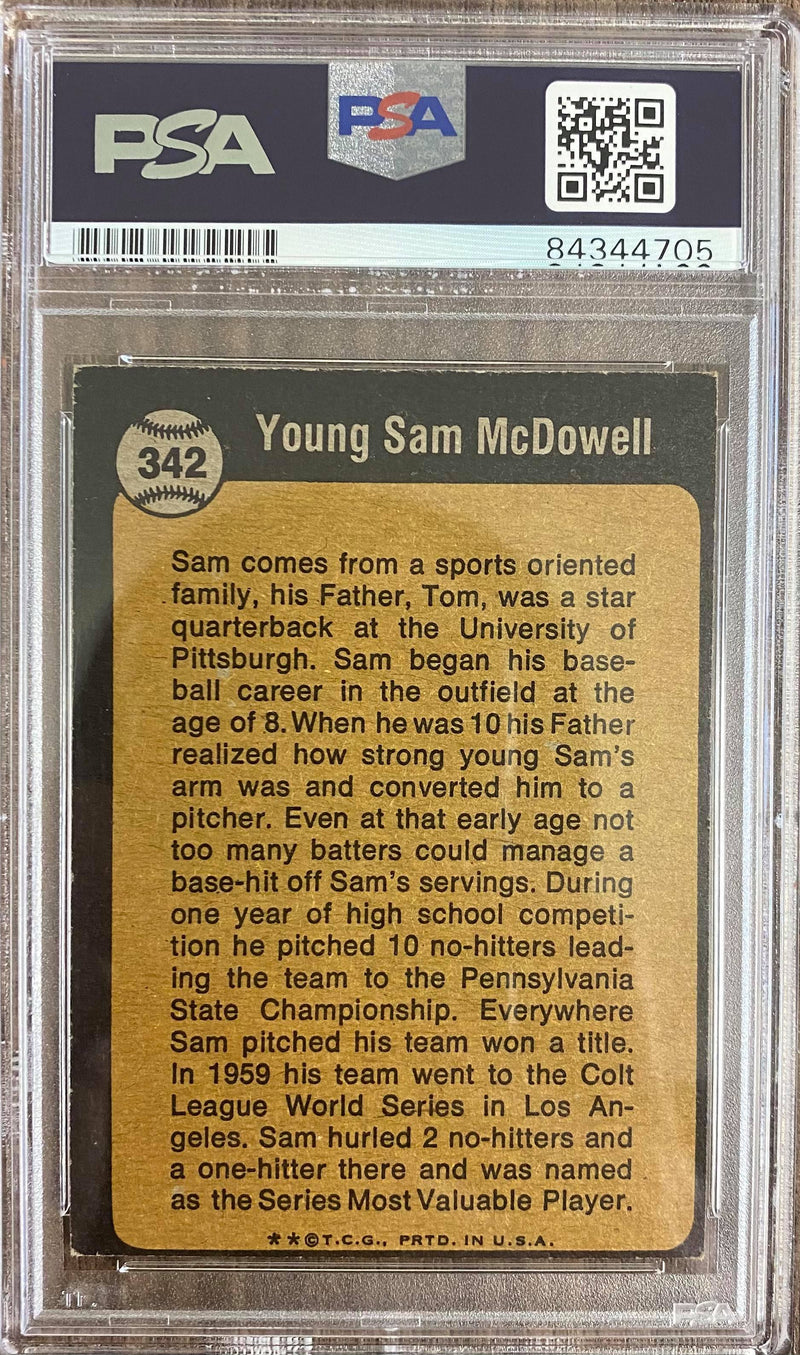 PSA
PSA
84344705
342
Young Sam McDowell
Sam comes from a sports oriented
family, his Father, Tom, was a star
quarterback at the University of
Pittsburgh. Sam began his base-
ball career in the outfield at the
age of 8. When he was 10 his Father
realized how strong young Sam's
arm was and converted him to a
pitcher. Even at that early age not
too many batters could manage a
base-hit off Sam's servings. During
one year of high school competi-
tion he pitched 10 no-hitters lead-
ing the team to the Pennsylvania
State Championship. Everywhere
Sam pitched his team won a title.
In 1959 his team went to the Colt
League World Series in Los An-
geles. Sam hurled 2 no-hitters and
a one-hitter there and was named
as the Series Most Valuable Player.
**©T.C.G., PRTD. IN U.S.A.
PSA